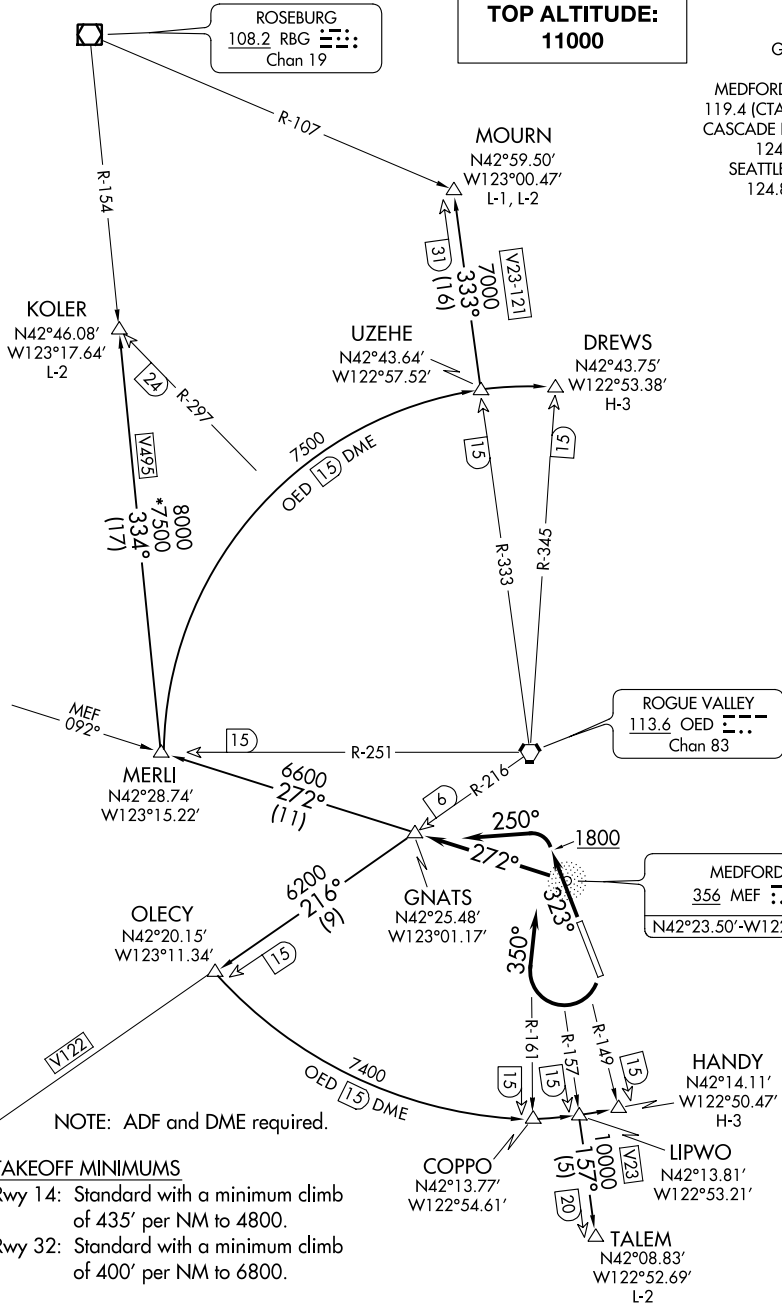 ROSEBURG
108.2 RBG
Chan 19
TOP ALTITUDE:
11000
G
MEDFORD
119.4 (CTA
CASCADE
124
SEATTLE
124.8
R-107
R-154
MOURN
N42°59.50'
W123°00.47'
L-1, L-2
31
7000
333°
(16)
V23-121
KOLER
N42°46.08'
W123°17.64'
L-2
24
R-297
UZEHE
N42°43.64'
W122°57.52'
DREWS
N42°43.75'
W122°53.38'
H-3
7500
OED 15 DME
15
15
V495
8000
*7500
334°
(17)
R-333
R-345
MEF
092°
15
R-251
ROGUE VALLEY
113.6 OED
Chan 83
MERLI
N42°28.74'
W123°15.22'
6600
272°
(11)
6
R-216
250°
1800
272°
323°
MEDFORD
356 MEF
N42°23.50'-W122
GNATS
N42°25.48'
W123°01.17'
6200
216°
(9)
350°
OLECY
N42°20.15'
W123°11.34'
15
V122
7400
OED 15 DME
R-161
R-157
R-149
15
15
15
HANDY
N42°14.11'
W122°50.47'
H-3
NOTE: ADF and DME required.
COPPO
N42°13.77'
W122°54.61'
10000
157°
(5)
V23
LIPWO
N42°13.81'
W122°53.21'
20
TALEM
N42°08.83'
W122°52.69'
L-2
TAKEOFF MINIMUMS
Rwy 14: Standard with a minimum climb
of 435' per NM to 4800.
Rwy 32: Standard with a minimum climb
of 400' per NM to 6800.